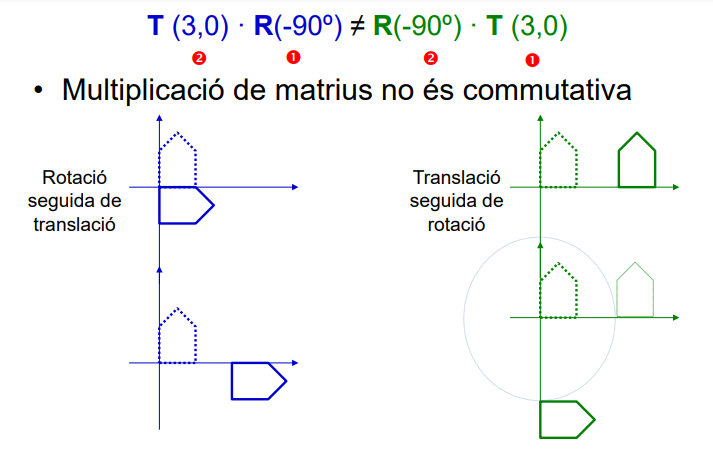 T (3,0) · R(-90º) ≠ R(-90º) · T (3,0)
❷ ❶ ❷ ❶
• Multiplicació de matrius no és commutativa
Rotació
seguida de
translació
Translació
seguida de
rotació